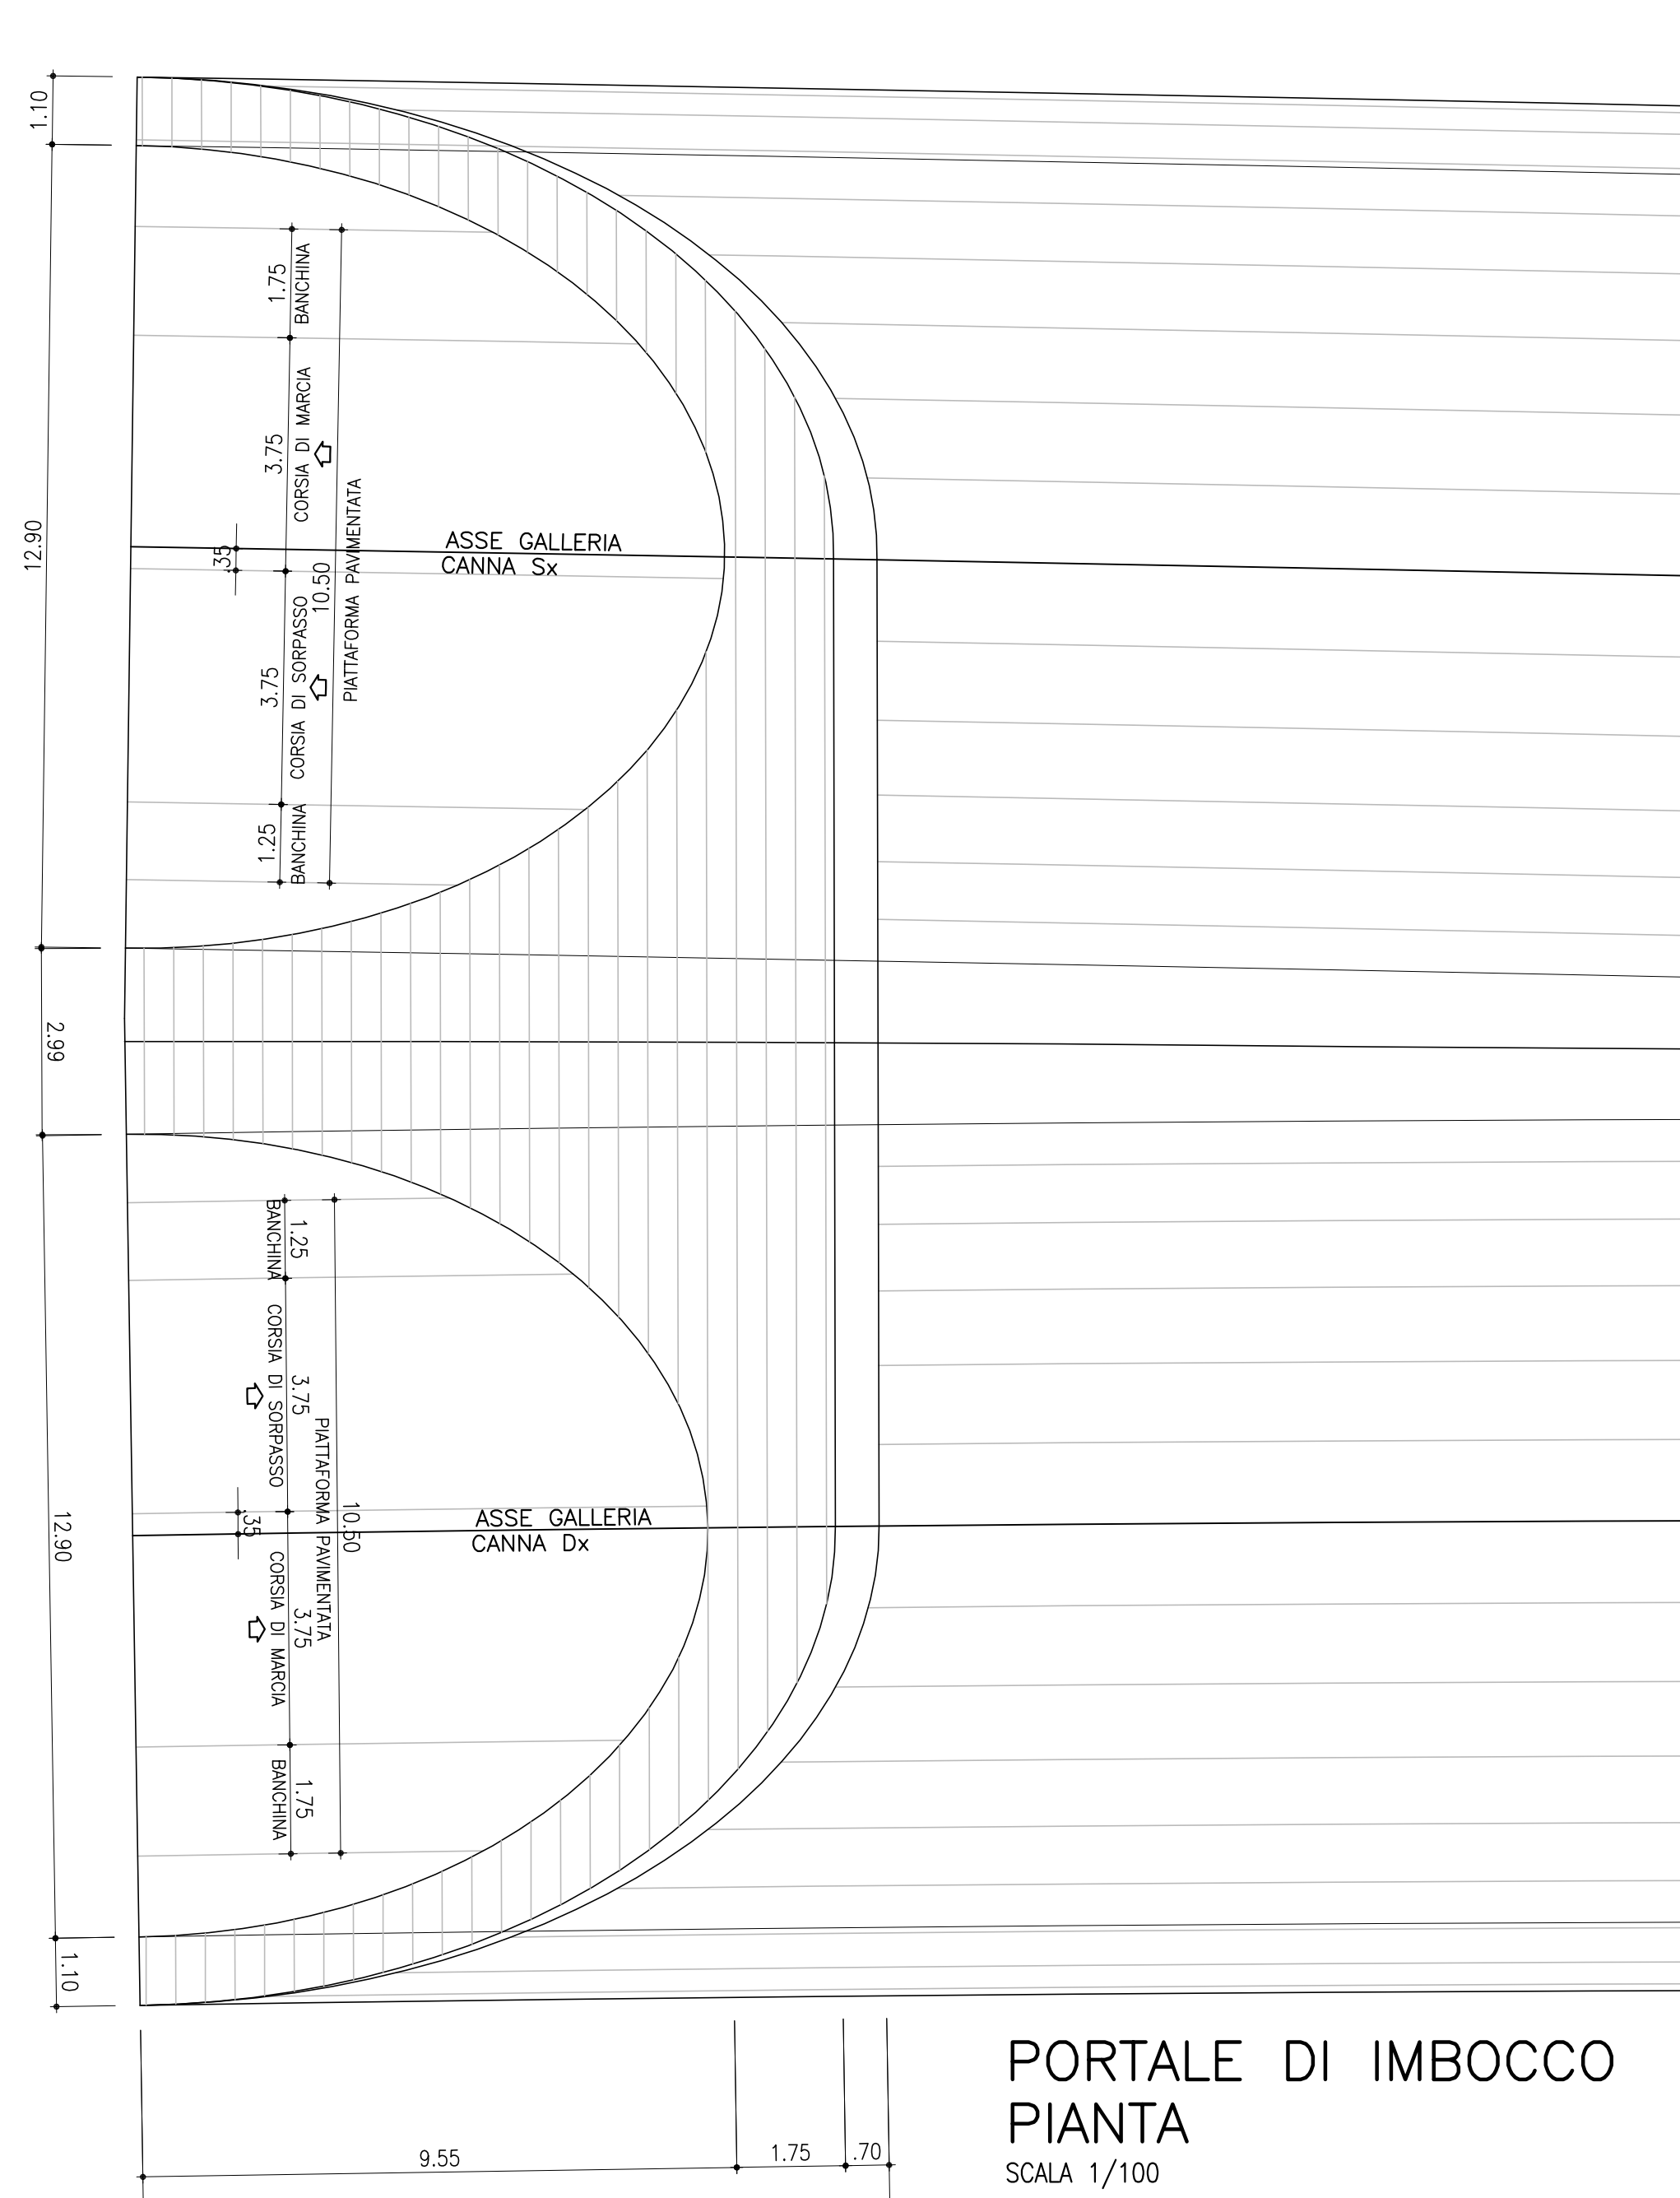 1.10
12.90
2.99
12.90
1.10
1.75
BANCHINA
3.75
CORSIA DI MARCIA
.35
10.50
PIATTAFORMA PAVIMENTATA
ASSE GALLERIA
CANNA Sx
3.75
CORSIA DI SORPASSO
1.25
BANCHINA
BANCHINA
1.25
CORSIA DI SORPASSO
3.75
PIATTAFORMA PAVIMENTATA
10.50
.35
ASSE GALLERIA
CANNA Dx
CORSIA DI MARCIA
3.75
BANCHINA
1.75
9.55
1.75
.70
PORTALE DI IMBOCCO
PIANTA
SCALA 1/100